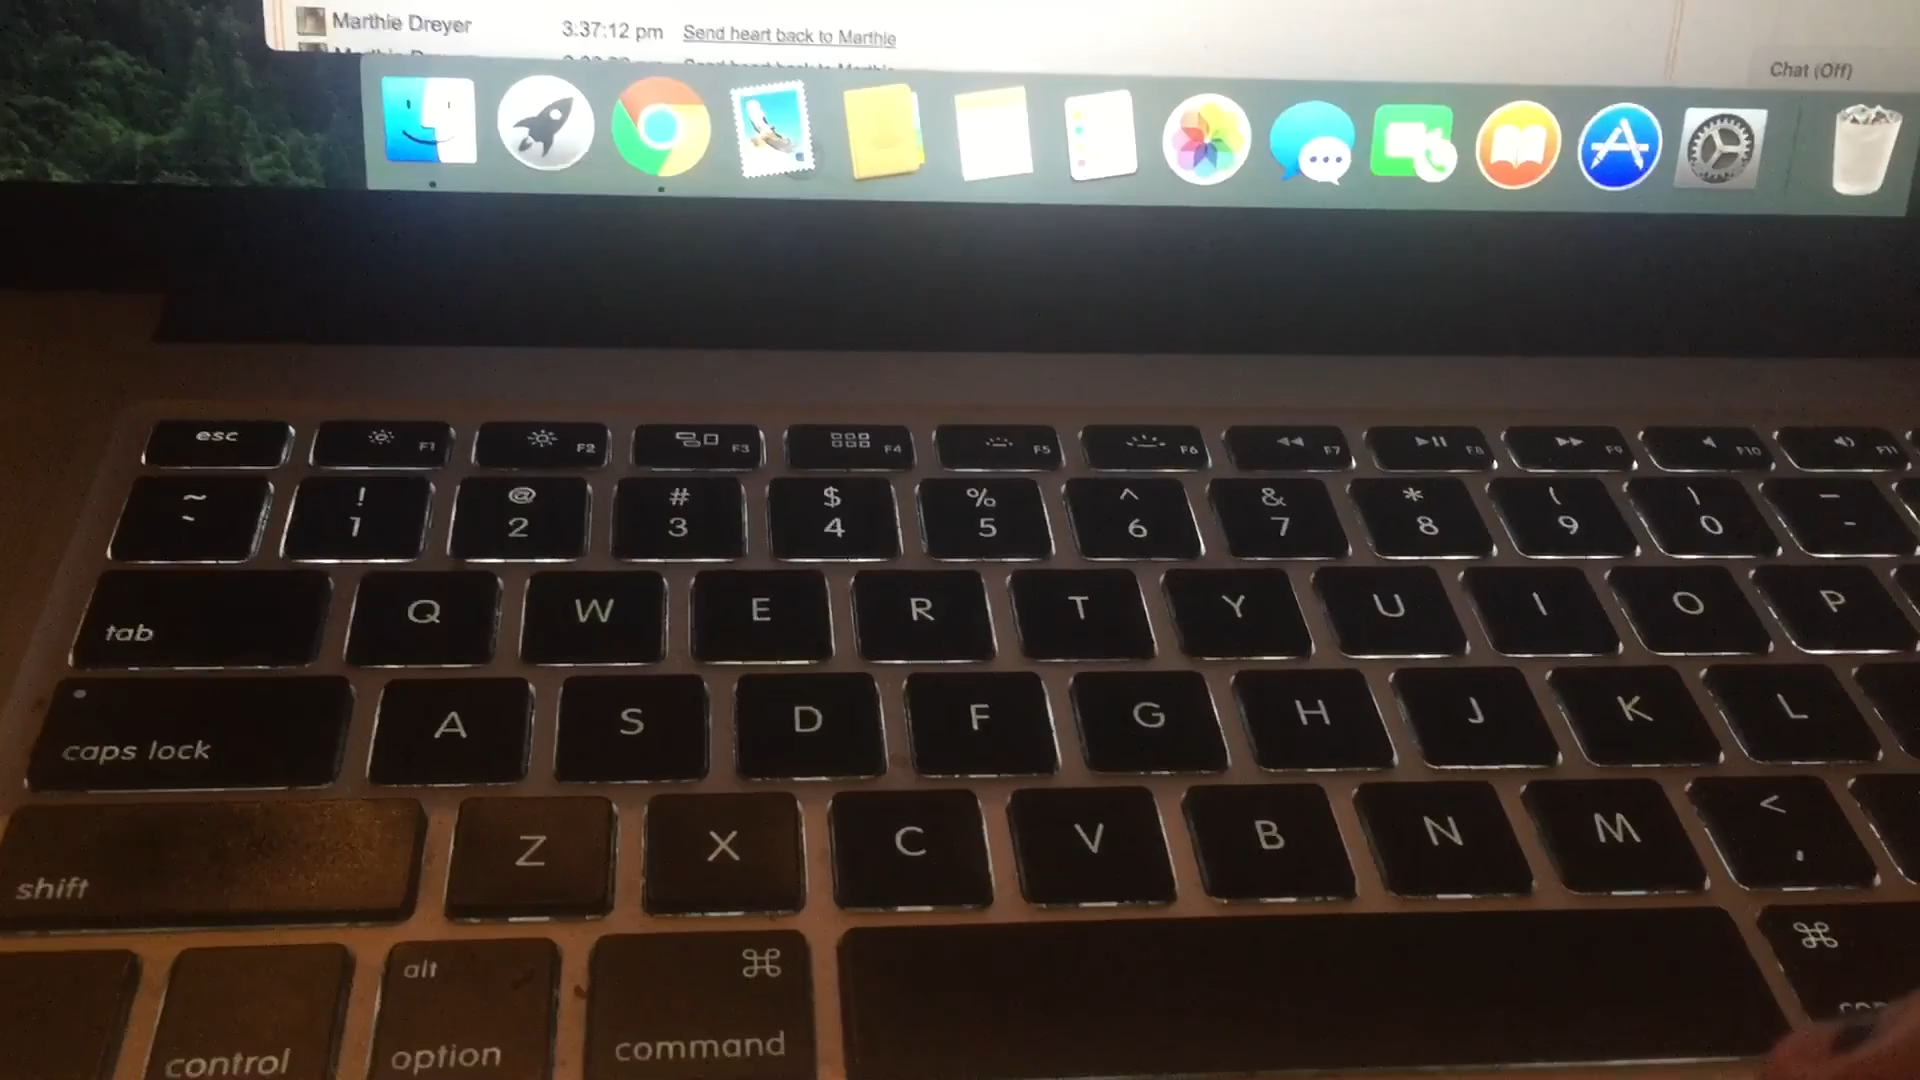 Marthie Dreyer 3:37:12 pm Send heart back to Marthie
Chat (Off)
esc F1 F2 F3 F4 F5 F6 F7 F8 F9 F10 F11
~ ! @ # $ % ^ & * ( ) _
` 1 2 3 4 5 6 7 8 9 0 -
tab Q W E R T Y U I O P
caps lock A S D F G H J K L
shift Z X C V B N M < ,
alt ⌘ ⌘
control option command